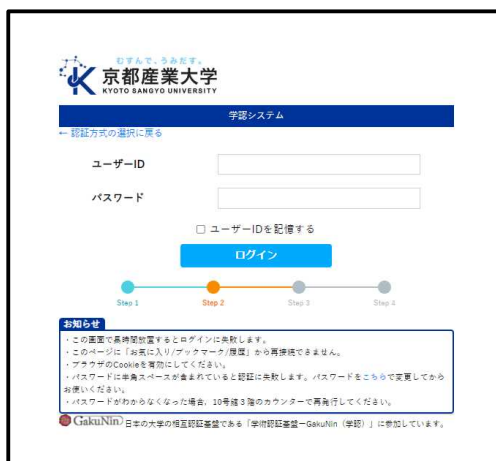 むすんで、うみだす。
京都産業大学
KYOTO SANGYO UNIVERSITY
学認システム
← 認証方式の選択に戻る
ユーザーID
パスワード
ユーザーIDを記憶する
ログイン
Step 1 Step 2 Step 3 Step 4
お知らせ
・この画面で長時間放置するとログインに失敗します。
・このページに「お気に入り/ブックマーク/履歴」から再接続できません。
・ブラウザのCookieを有効にしてください。
・パスワードに半角スペースが含まれていると認証に失敗します。パスワードをこちらで変更してから
お使いください。
・パスワードがわからなくなった場合、10号館3階のカウンターで再発行してください。
GakuNin 日本の大学の相互認証基盤である「学術認証基盤ーGakuNin（学認）」に参加しています。